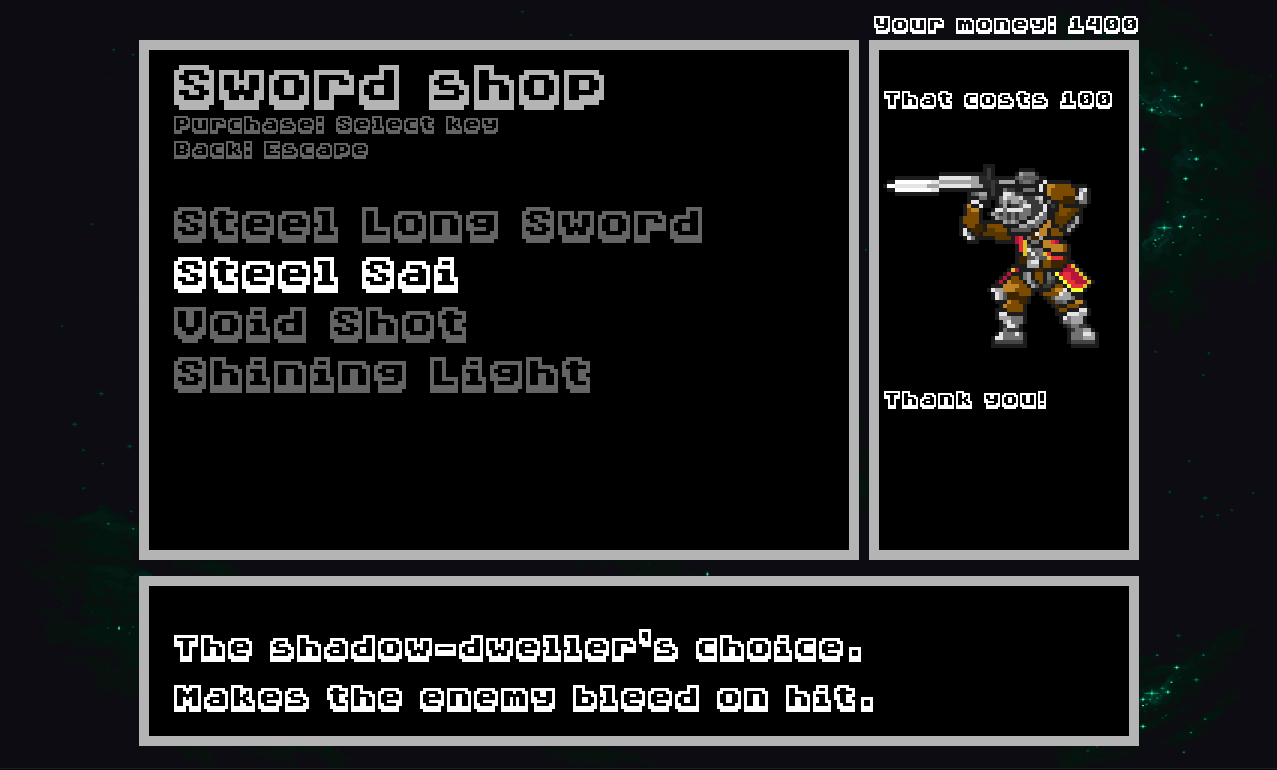 Your money: 1400
Sword shop
Purchase: Select key
Back: Escape
Steel Long Sword
Steel Sai
Void Shot
Shining Light
That costs 100
Thank you!
The shadow-dweller's choice.
Makes the enemy bleed on hit.